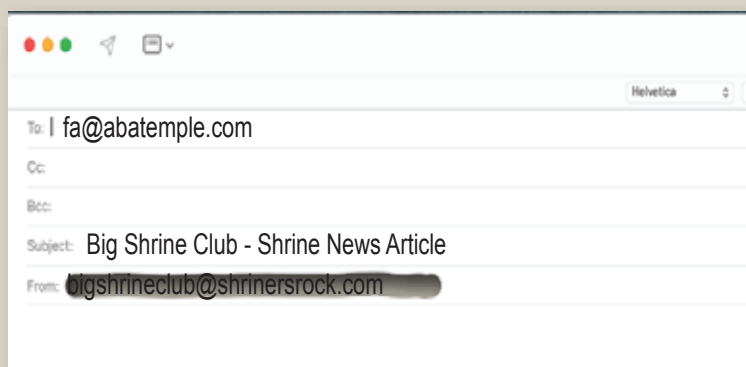 Helvetica
To: fa@abatemple.com
Cc:
Bcc:
Subject: Big Shrine Club - Shrine News Article
From: bigshrineclub@shrinersrock.com